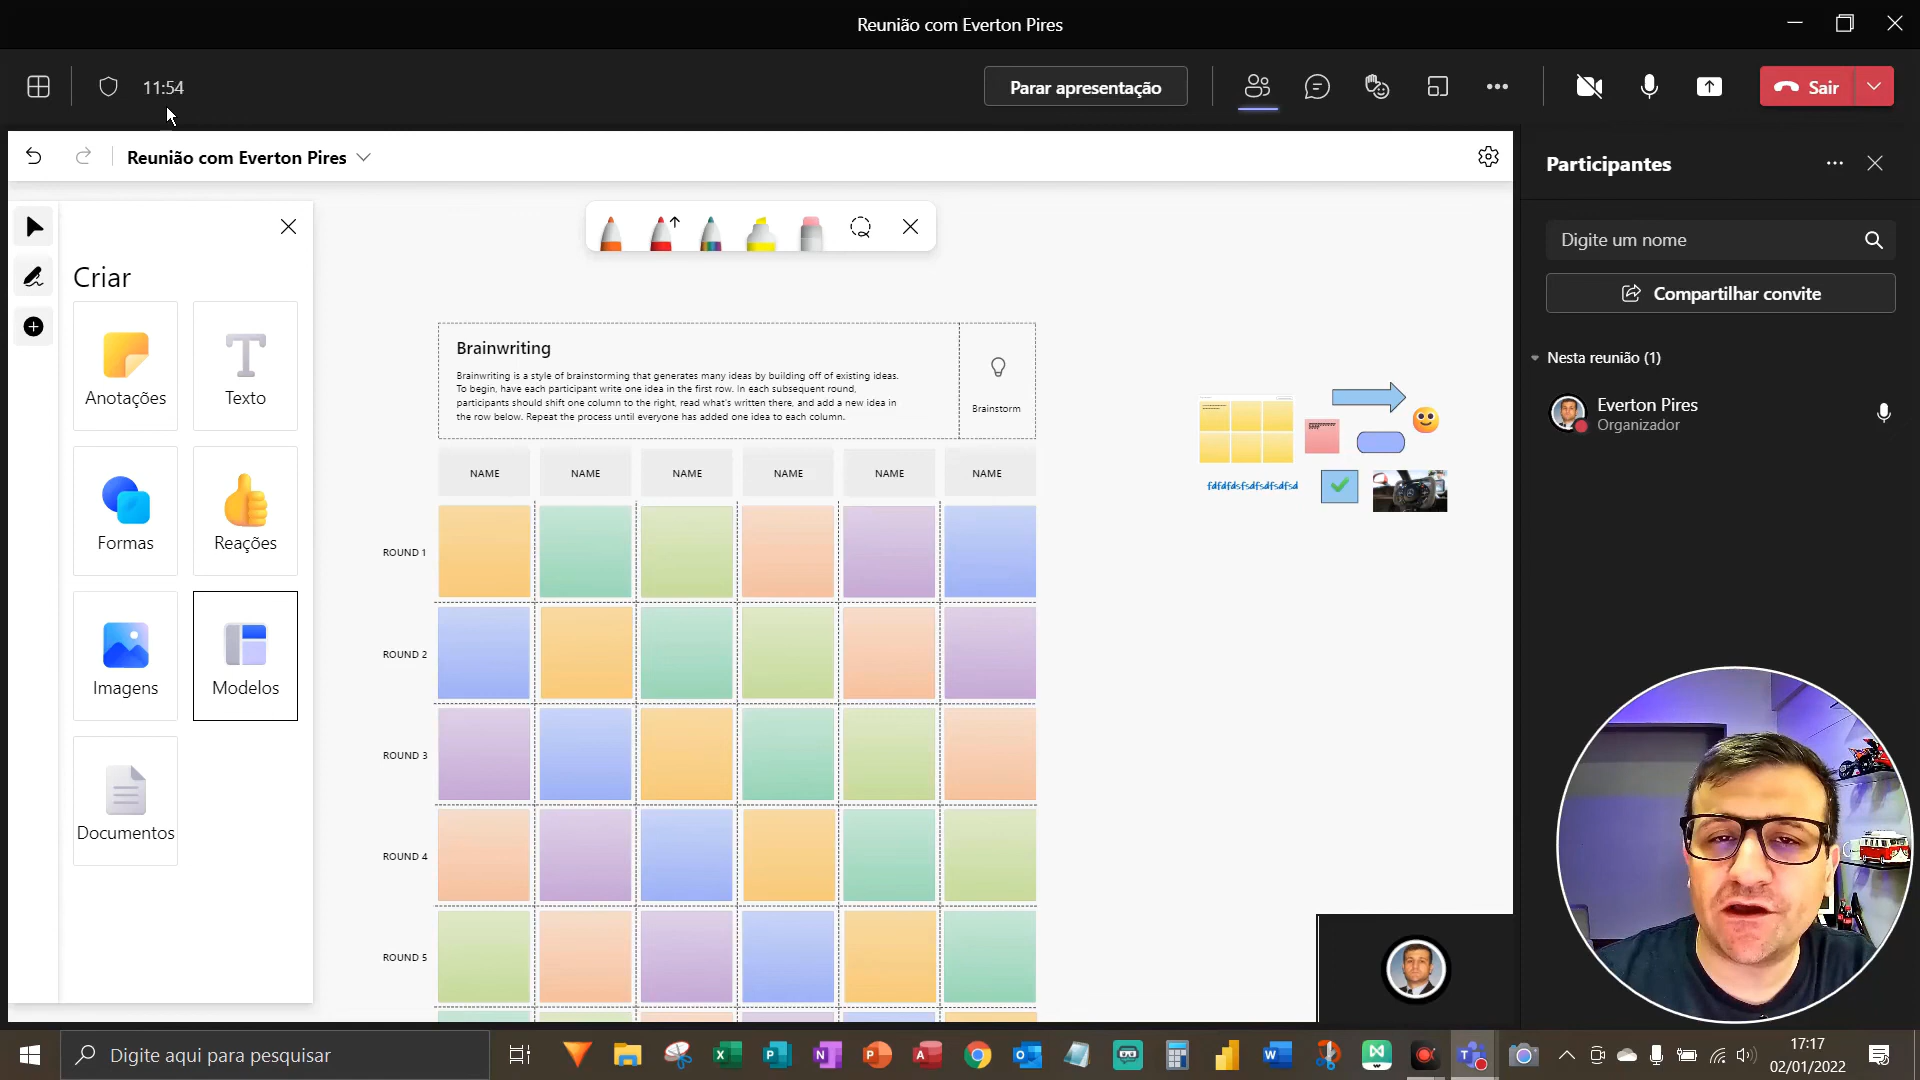 Reunião com Everton Pires
11:54
Parar apresentação
Sair
Reunião com Everton Pires
Participantes
Digite um nome
Compartilhar convite
Nesta reunião (1)
Everton Pires
Organizador
Criar
Anotações
Texto
Formas
Reações
Imagens
Modelos
Documentos
Brainwriting
Brainwriting is a style of brainstorming that generates many ideas by building off of existing ideas.
To begin, have each participant write one idea in the first row. In each subsequent round,
participants should shift one column to the right, read what's written there, and add a new idea in
the row below. Repeat the process until everyone has added one idea to each column.
Brainstorm
NAME NAME NAME NAME NAME NAME
ROUND 1
ROUND 2
ROUND 3
ROUND 4
ROUND 5
Digite aqui para pesquisar
17:17
02/01/2022